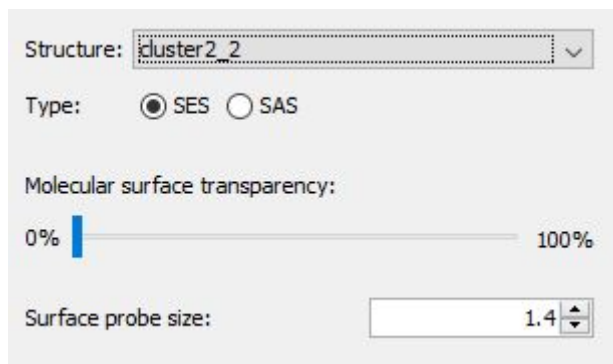 Structure: cluster2_2
Type: SES SAS
Molecular surface transparency:
0% 100%
Surface probe size: 1.4